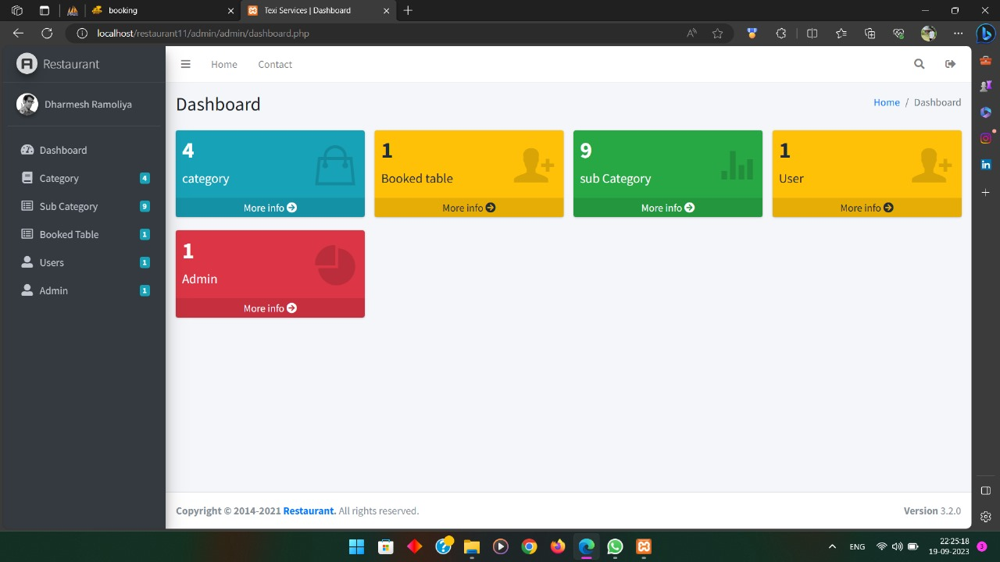 booking
Texi Services | Dashboard
localhost/restaurant11/admin/admin/dashboard.php
Restaurant
Home
Contact
Dharmesh Ramoliya
Dashboard
Home / Dashboard
Dashboard
Category 4
Sub Category 9
Booked Table 1
Users 1
Admin 1
4
category
More info
1
Booked table
More info
9
sub Category
More info
1
User
More info
1
Admin
More info
Copyright © 2014-2021 Restaurant. All rights reserved.
Version 3.2.0
ENG
22:25:18
19-09-2023
3